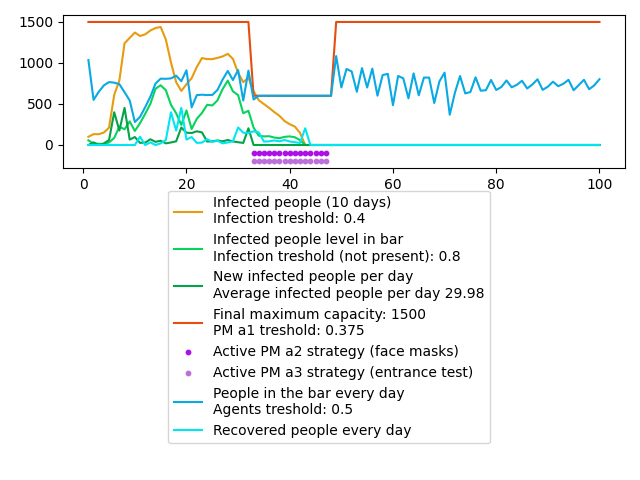 1500
1000
500
0
0 20 40 60 80 100
Infected people (10 days)
Infection treshold: 0.4
Infected people level in bar
Infection treshold (not present): 0.8
New infected people per day
Average infected people per day 29.98
Final maximum capacity: 1500
PM a1 treshold: 0.375
Active PM a2 strategy (face masks)
Active PM a3 strategy (entrance test)
People in the bar every day
Agents treshold: 0.5
Recovered people every day